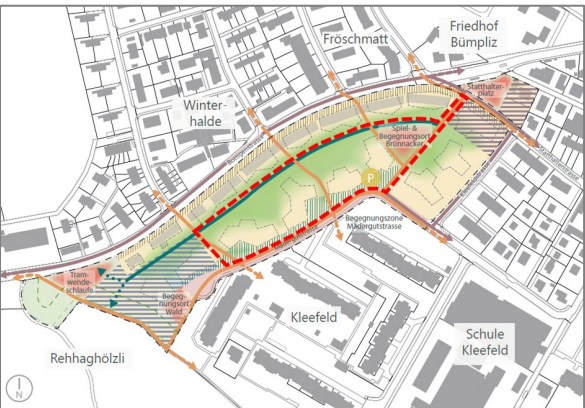 Friedhof
Bümpliz
Fröschmatt
Statthalter-
platz
Winter-
halde
Spiel- &
Begegnungsort
Brünnacker
Statthalterstrasse
P
Begegnungszone
Mädergutstrasse
Tram-
wende-
schlaufe
Begeg-
nungsort
Wald
Kleefeld
Schule
Kleefeld
Rehhaghölzli
N